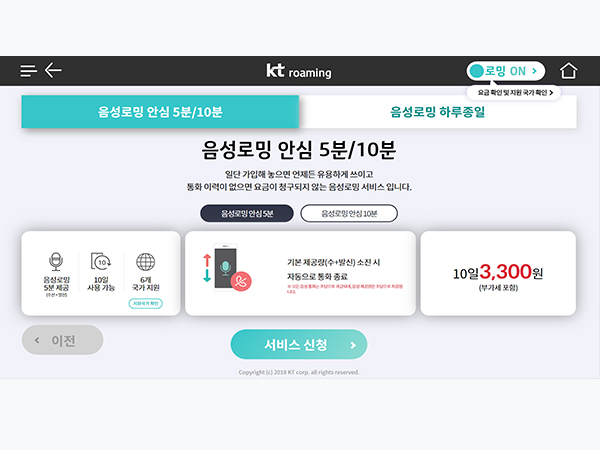 kt roaming
로밍 ON
요금 확인 및 지원 국가 확인
음성로밍 안심 5분/10분
음성로밍 하루종일
음성로밍 안심 5분/10분
일단 가입해 놓으면 언제든 유용하게 쓰이고
통화 이력이 없으면 요금이 청구되지 않는 음성로밍 서비스 입니다.
음성로밍 안심 5분
음성로밍 안심 10분
음성로밍
5분 제공
(수신+발신)
지원국가 확인
10
10일
사용 가능
6개
국가 지원
기본 제공량(수+발신) 소진 시
자동으로 통화 종료
10일3,300원
(부가세 포함)
이전
서비스 신청
Copyright (c) 2018 KT corp. all rights reserved.